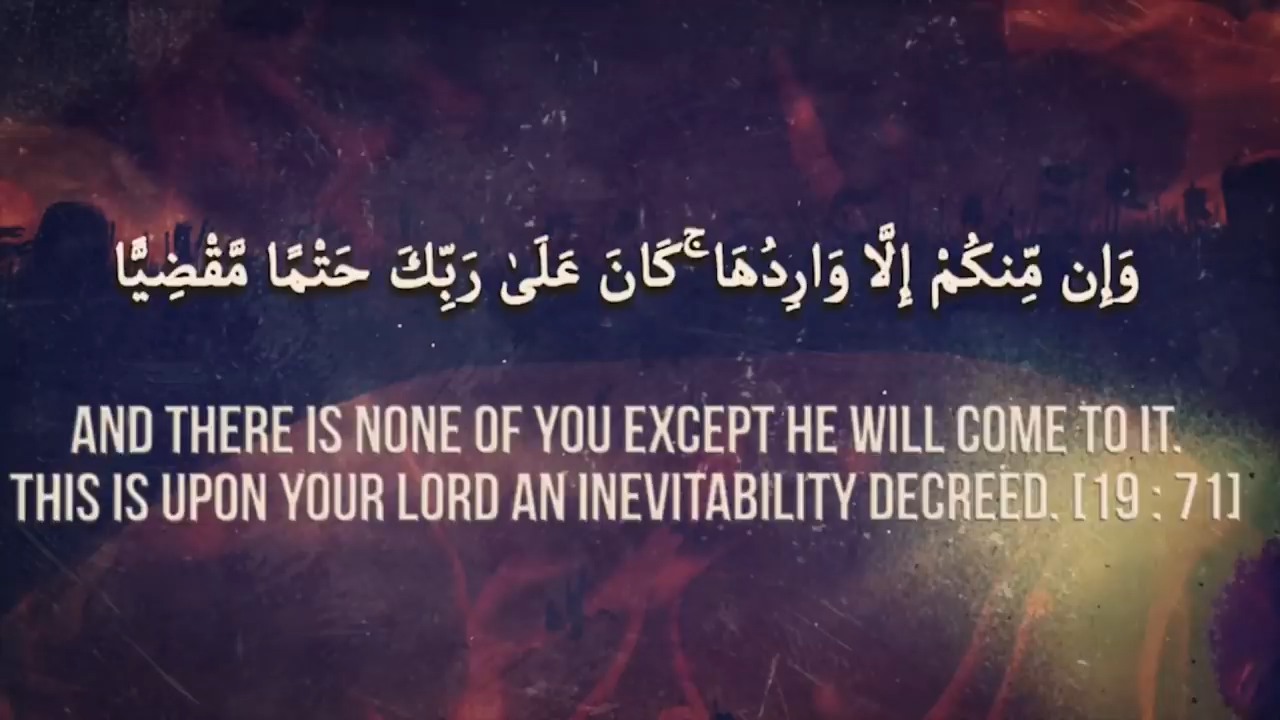 وَإِن مِّنكُمْ إِلَّا وَارِدُهَا ۚ كَانَ عَلَىٰ رَبِّكَ حَتْمًا مَّقْضِيًّا
AND THERE IS NONE OF YOU EXCEPT HE WILL COME TO IT.
THIS IS UPON YOUR LORD AN INEVITABILITY DECREED. [19 : 71]